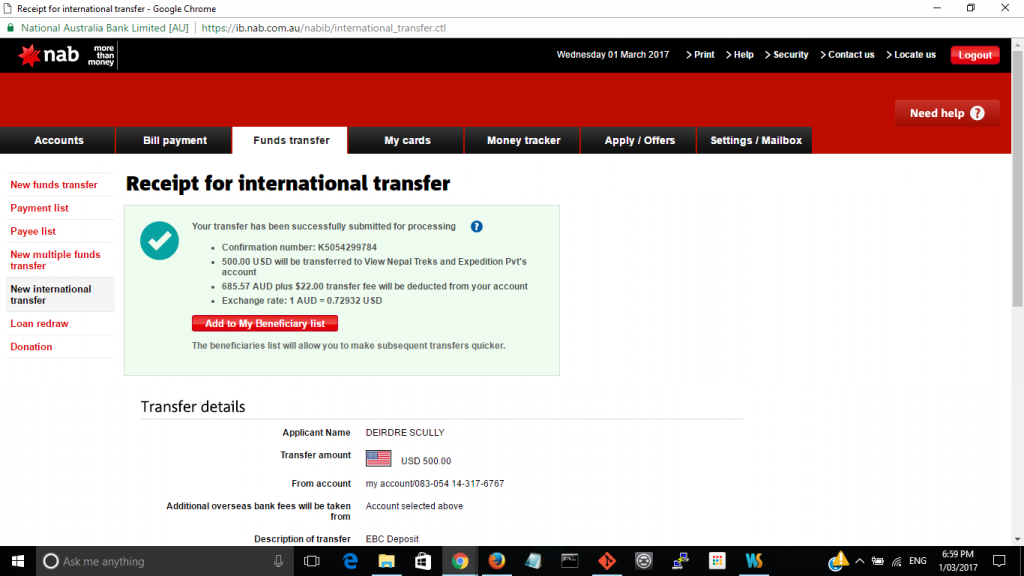 Receipt for international transfer - Google Chrome
National Australia Bank Limited [AU] | https://ib.nab.com.au/nabib/international_transfer.ctl
nab more than money
Wednesday 01 March 2017 Print Help Security Contact us Locate us Logout
Need help ?
Accounts Bill payment Funds transfer My cards Money tracker Apply / Offers Settings / Mailbox
New funds transfer
Payment list
Payee list
New multiple funds
transfer
New international
transfer
Loan redraw
Donation
Receipt for international transfer
Your transfer has been successfully submitted for processing ?
• Confirmation number: K5054299784
• 500.00 USD will be transferred to View Nepal Treks and Expedition Pvt's
account
• 685.57 AUD plus $22.00 transfer fee will be deducted from your account
• Exchange rate: 1 AUD = 0.72932 USD
Add to My Beneficiary list
The beneficiaries list will allow you to make subsequent transfers quicker.
Transfer details
Applicant Name DEIRDRE SCULLY
Transfer amount USD 500.00
From account my account/083-054 14-317-6767
Additional overseas bank fees will be taken
from Account selected above
Description of transfer EBC Deposit
Ask me anything
WS
ENG
6:59 PM
1/03/2017